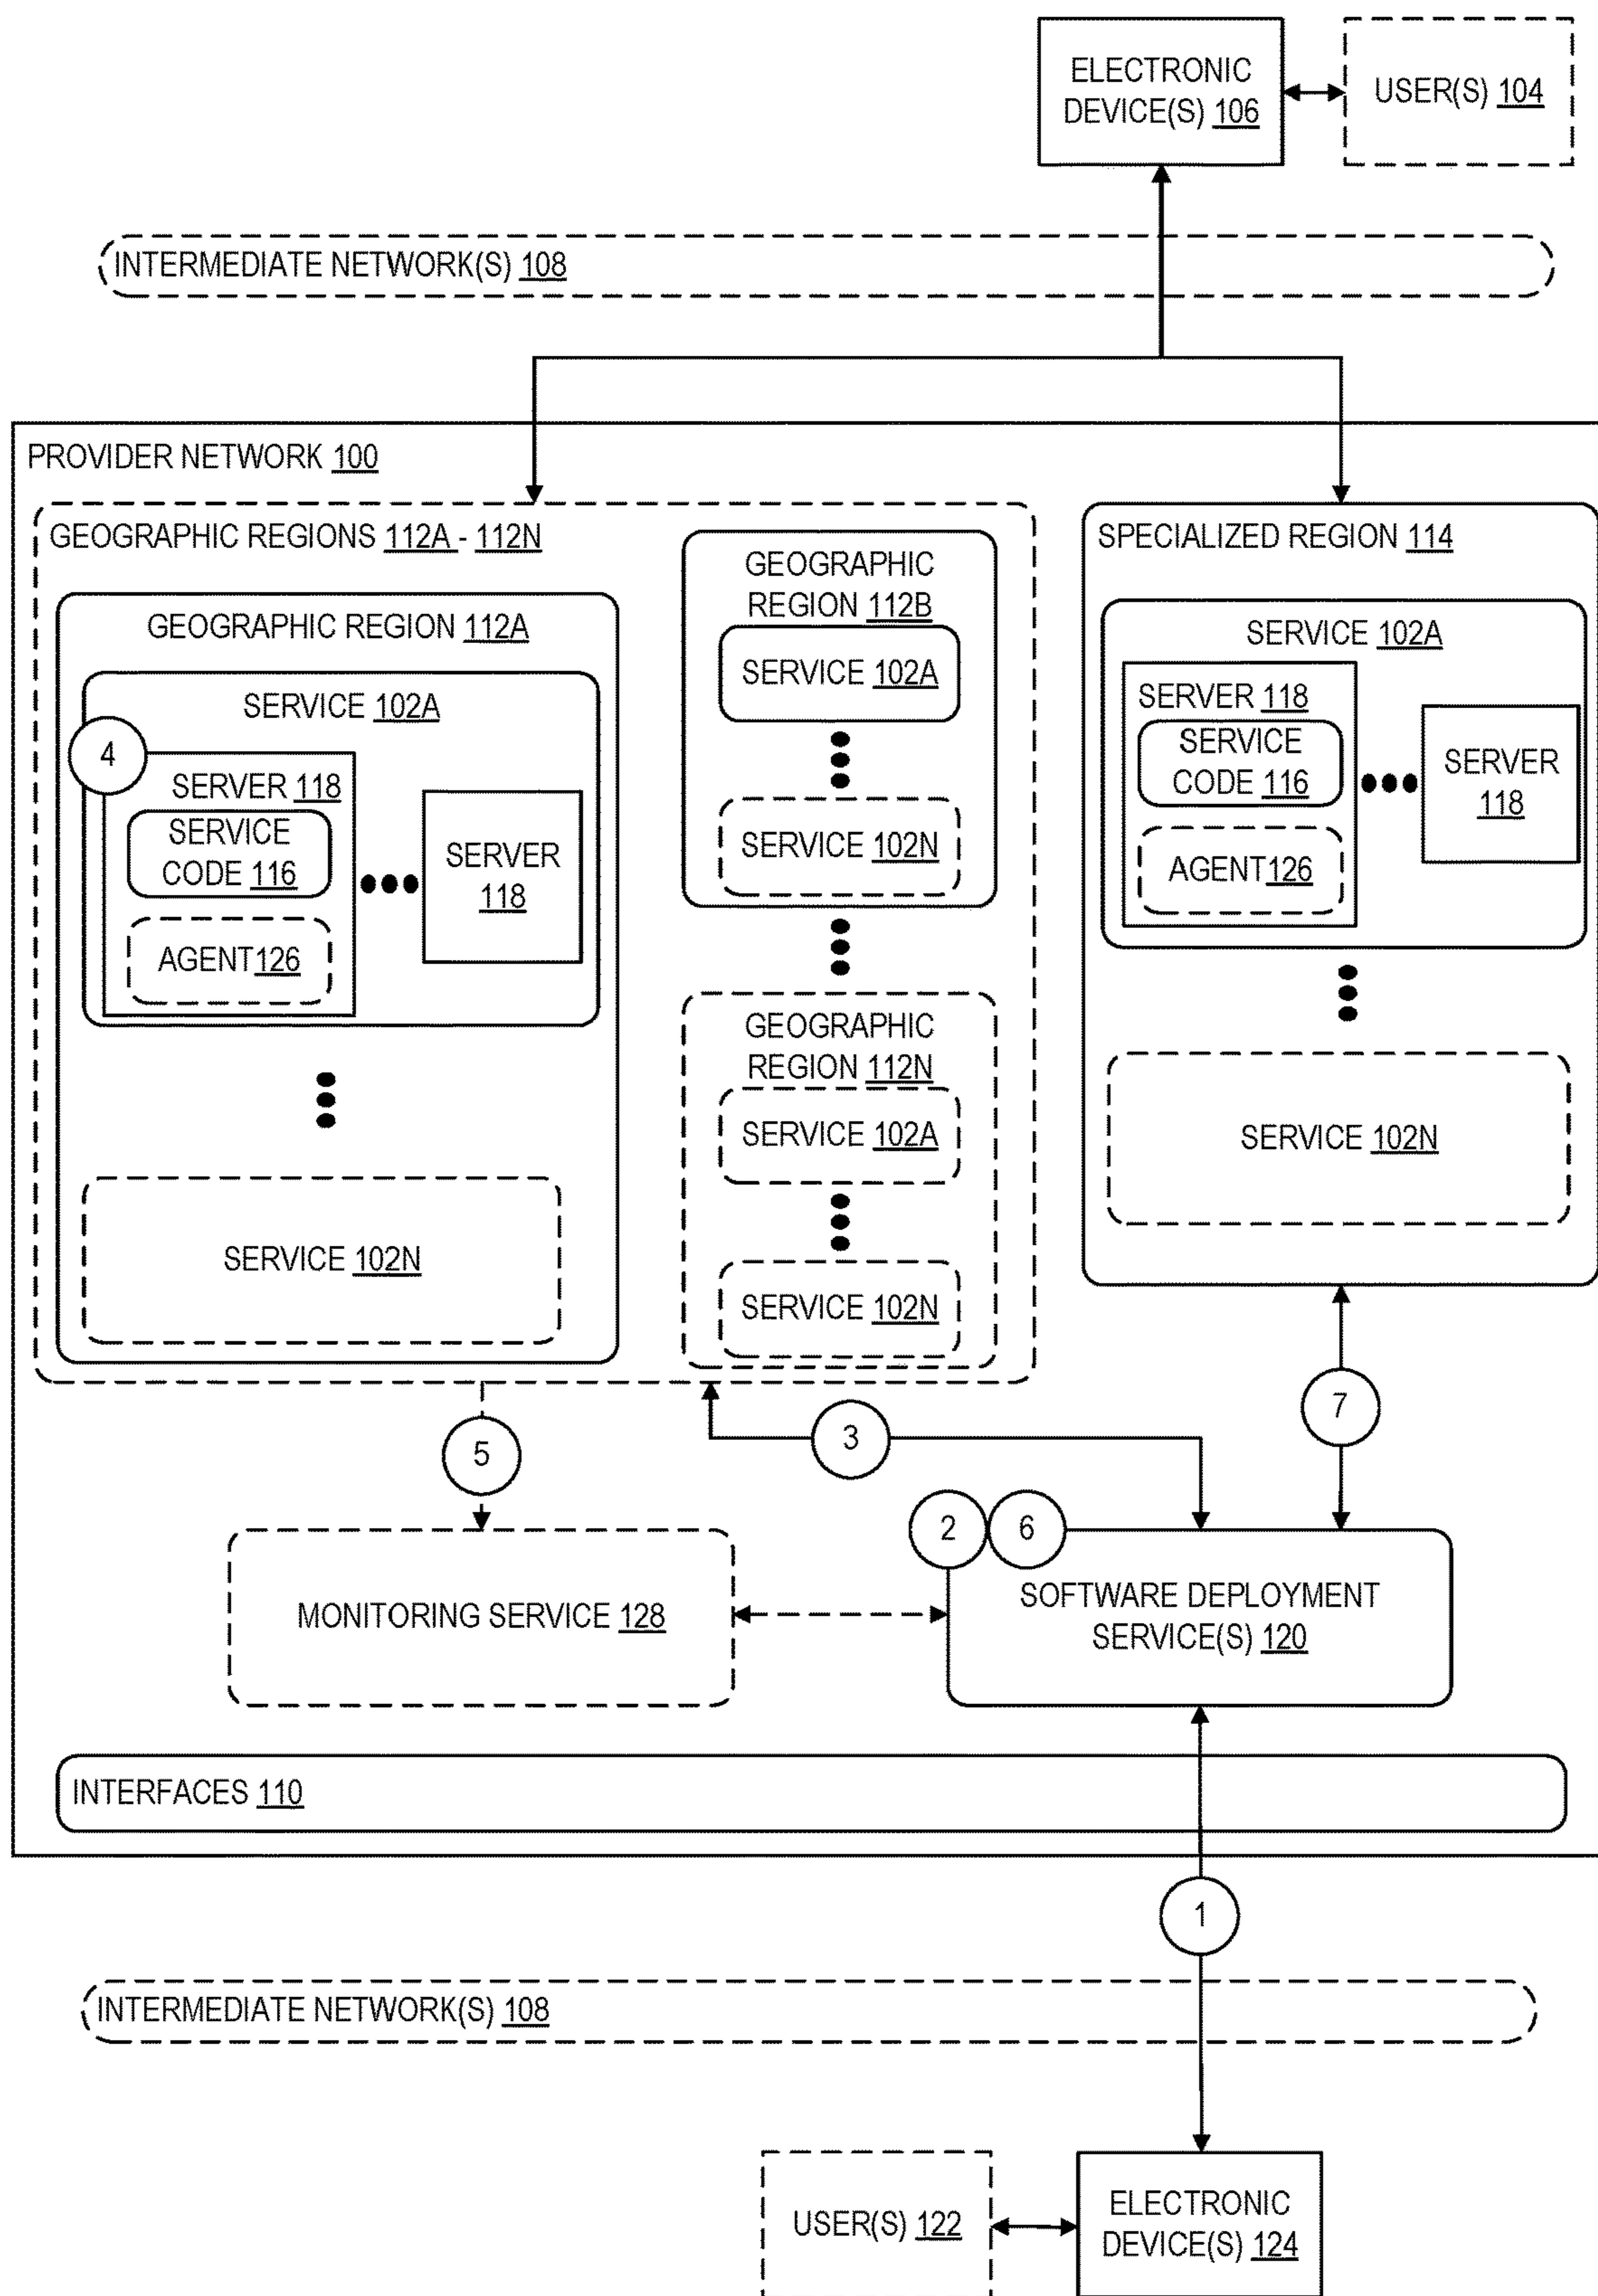 ELECTRONIC
DEVICE(S) 106
USER(S) 104
INTERMEDIATE NETWORK(S) 108
PROVIDER NETWORK 100
GEOGRAPHIC REGIONS 112A - 112N
GEOGRAPHIC REGION 112A
SERVICE 102A
4
SERVER 118
SERVICE
CODE 116
AGENT126
SERVER
118
SERVICE 102N
GEOGRAPHIC
REGION 112B
SERVICE 102A
SERVICE 102N
GEOGRAPHIC
REGION 112N
SERVICE 102A
SERVICE 102N
SPECIALIZED REGION 114
SERVICE 102A
SERVER 118
SERVICE
CODE 116
AGENT126
SERVER
118
SERVICE 102N
5
3
7
2
6
MONITORING SERVICE 128
SOFTWARE DEPLOYMENT
SERVICE(S) 120
INTERFACES 110
1
INTERMEDIATE NETWORK(S) 108
USER(S) 122
ELECTRONIC
DEVICE(S) 124